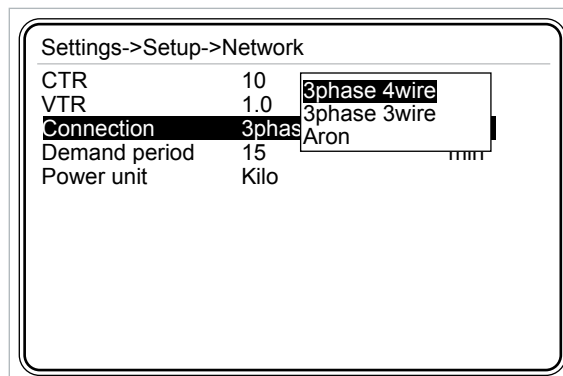 Settings->Setup->Network
CTR 10
VTR 1.0
Connection 3phas
Demand period 15 min
Power unit Kilo
3phase 4wire
3phase 3wire
Aron